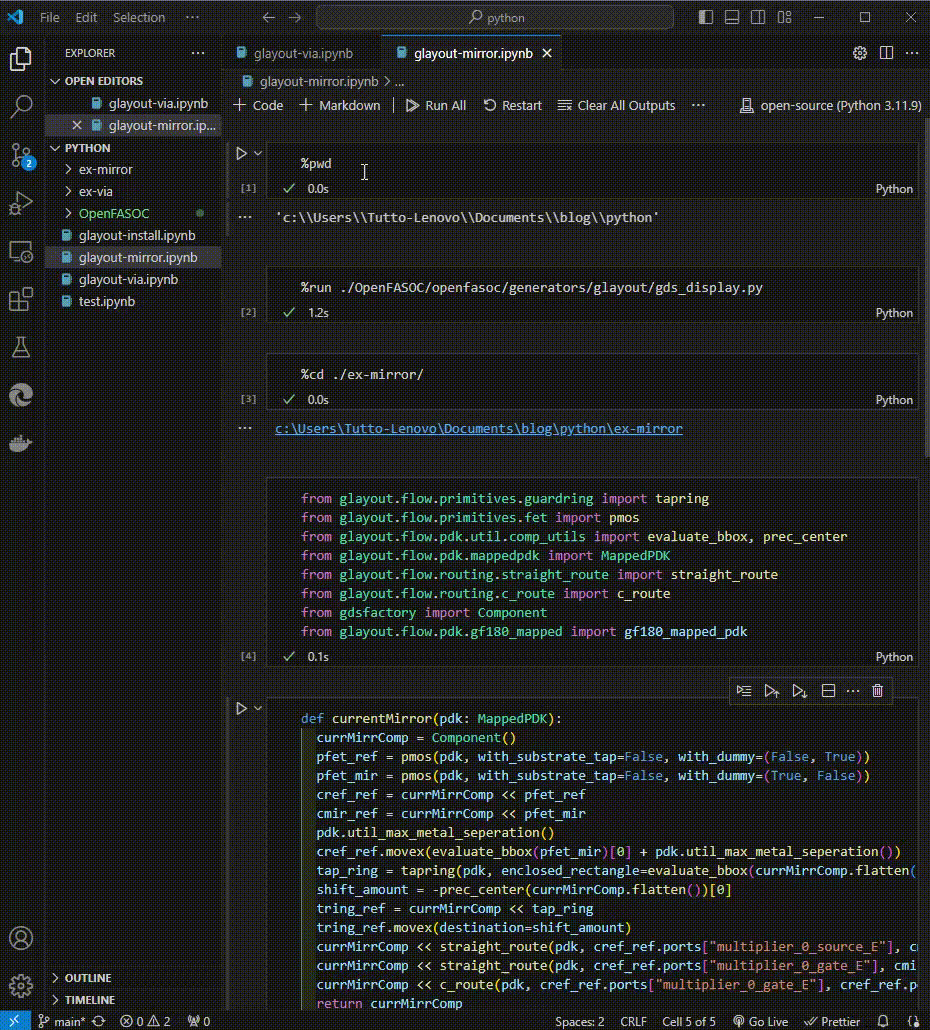 File Edit Selection ··· python
EXPLORER ···
OPEN EDITORS
glayout-via.ipynb
glayout-mirror.ip...
PYTHON
ex-mirror
ex-via
OpenFASOC
glayout-install.ipynb
glayout-mirror.ipynb
glayout-via.ipynb
test.ipynb
OUTLINE
TIMELINE
2
glayout-via.ipynb glayout-mirror.ipynb
glayout-mirror.ipynb > ...
Code Markdown Run All Restart Clear All Outputs ··· open-source (Python 3.11.9)
%pwd
[1] 0.0s Python
··· 'c:\\Users\\Tutto-Lenovo\\Documents\\blog\\python'
%run ./OpenFASOC/openfasoc/generators/glayout/gds_display.py
[2] 1.2s Python
%cd ./ex-mirror/
[3] 0.0s Python
··· c:\Users\Tutto-Lenovo\Documents\blog\python\ex-mirror
from glayout.flow.primitives.guardring import tapring
from glayout.flow.primitives.fet import pmos
from glayout.flow.pdk.util.comp_utils import evaluate_bbox, prec_center
from glayout.flow.pdk.mappedpdk import MappedPDK
from glayout.flow.routing.straight_route import straight_route
from glayout.flow.routing.c_route import c_route
from gdsfactory import Component
from glayout.flow.pdk.gf180_mapped import gf180_mapped_pdk
[4] 0.1s Python
def currentMirror(pdk: MappedPDK):
currMirrComp = Component()
pfet_ref = pmos(pdk, with_substrate_tap=False, with_dummy=(False, True))
pfet_mir = pmos(pdk, with_substrate_tap=False, with_dummy=(True, False))
cref_ref = currMirrComp << pfet_ref
cmir_ref = currMirrComp << pfet_mir
pdk.util_max_metal_seperation()
cref_ref.movex(evaluate_bbox(pfet_mir)[0] + pdk.util_max_metal_seperation())
tap_ring = tapring(pdk, enclosed_rectangle=evaluate_bbox(currMirrComp.flatten(
shift_amount = -prec_center(currMirrComp.flatten())[0]
tring_ref = currMirrComp << tap_ring
tring_ref.movex(destination=shift_amount)
currMirrComp << straight_route(pdk, cref_ref.ports["multiplier_0_source_E"], c
currMirrComp << straight_route(pdk, cref_ref.ports["multiplier_0_gate_E"], cmi
currMirrComp << c_route(pdk, cref_ref.ports["multiplier_0_gate_E"], cref_ref.p
return currMirrComp
main* 0 2 0 Spaces: 2 CRLF Cell 5 of 5 Go Live Prettier